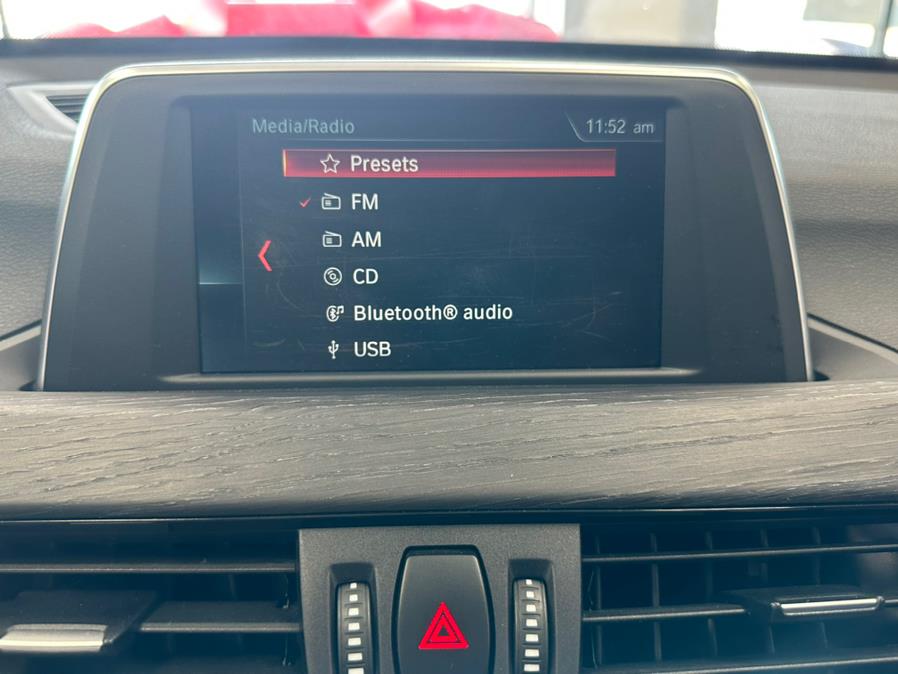 Media/Radio
11:52 am
Presets
FM
AM
CD
Bluetooth® audio
USB